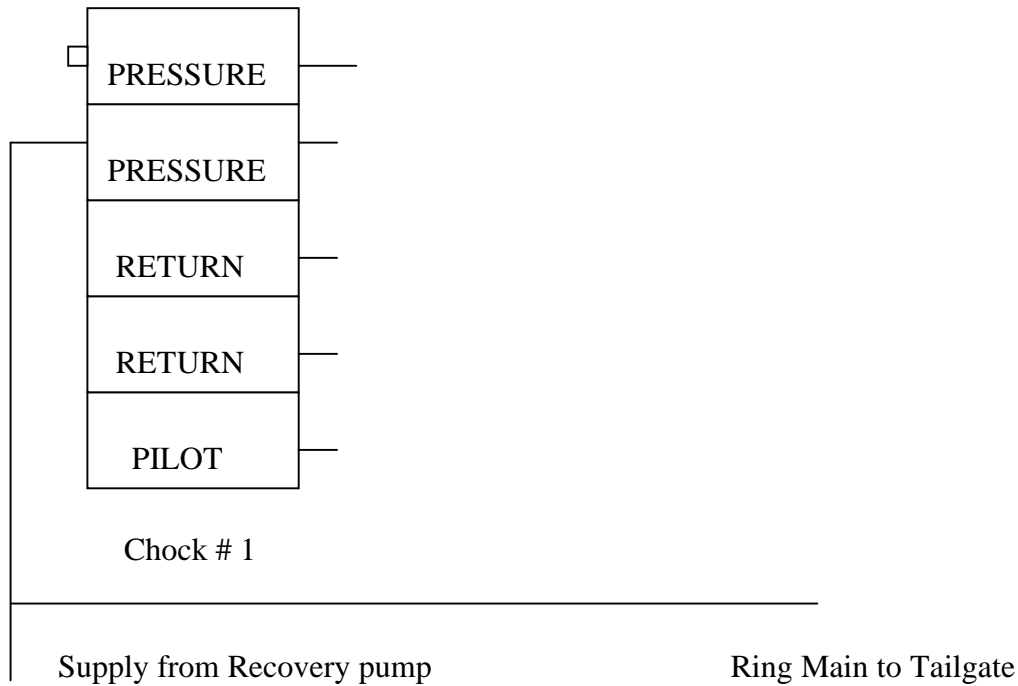 PRESSURE
PRESSURE
RETURN
RETURN
PILOT
Chock # 1
Supply from Recovery pump
Ring Main to Tailgate